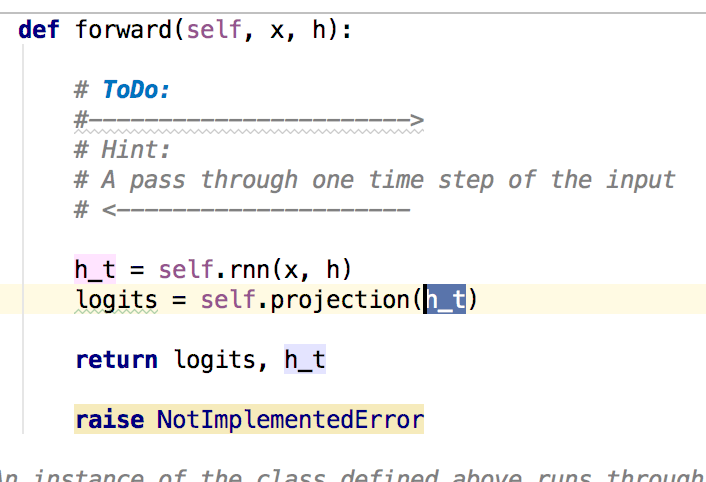 def forward(self, x, h):
# ToDo:
#----------------------->
# Hint:
# A pass through one time step of the input
# <---------------------
h_t = self.rnn(x, h)
logits = self.projection(h_t)
return logits, h_t
raise NotImplementedError
An instance of the class defined above runs through